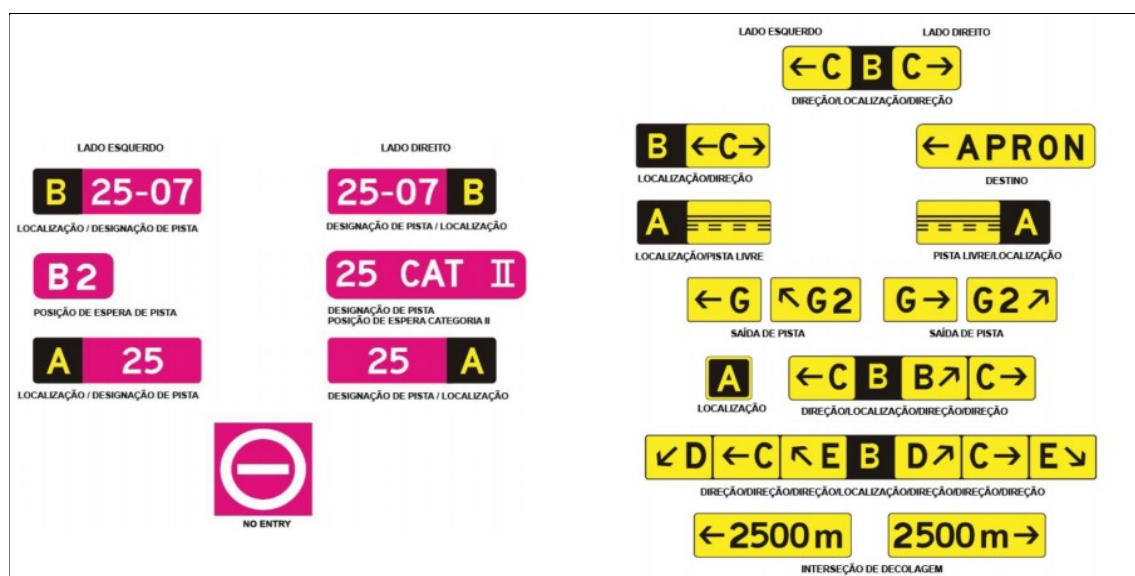 LADO ESQUERDO
LADO DIREITO
B 25-07
25-07 B
LOCALIZAÇÃO / DESIGNAÇÃO DE PISTA
DESIGNAÇÃO DE PISTA / LOCALIZAÇÃO
B2
25 CAT II
POSIÇÃO DE ESPERA DE PISTA
DESIGNAÇÃO DE PISTA
POSIÇÃO DE ESPERA CATEGORIA II
A 25
25 A
LOCALIZAÇÃO / DESIGNAÇÃO DE PISTA
DESIGNAÇÃO DE PISTA / LOCALIZAÇÃO
NO ENTRY
LADO ESQUERDO
LADO DIREITO
←C B C→
DIREÇÃO/LOCALIZAÇÃO/DIREÇÃO
B ←C→
←APRON
LOCALIZAÇÃO/DIREÇÃO
DESTINO
A
A
LOCALIZAÇÃO/PISTA LIVRE
PISTA LIVRE/LOCALIZAÇÃO
←G ↖G2
G→ G2↗
SAÍDA DE PISTA
SAÍDA DE PISTA
A
←C B B↗ C→
LOCALIZAÇÃO
DIREÇÃO/LOCALIZAÇÃO/DIREÇÃO/DIREÇÃO
↙D ←C ↖E B D↗ C→ E↘
DIREÇÃO/DIREÇÃO/DIREÇÃO/LOCALIZAÇÃO/DIREÇÃO/DIREÇÃO/DIREÇÃO
←2500m
2500m→
INTERSEÇÃO DE DECOLAGEM